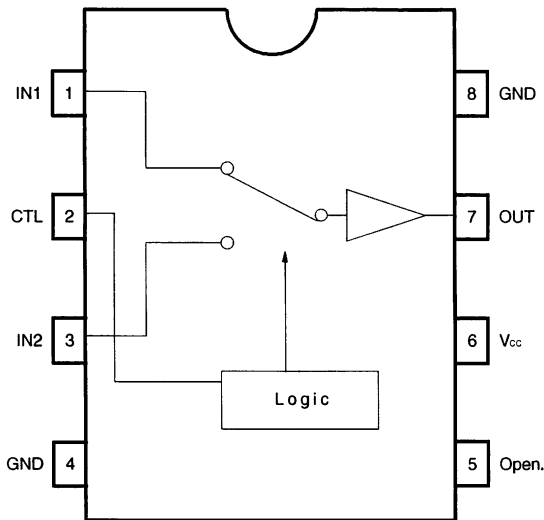 IN1 1
8 GND
CTL 2
7 OUT
IN2 3
6 Vcc
Logic
GND 4
5 Open.